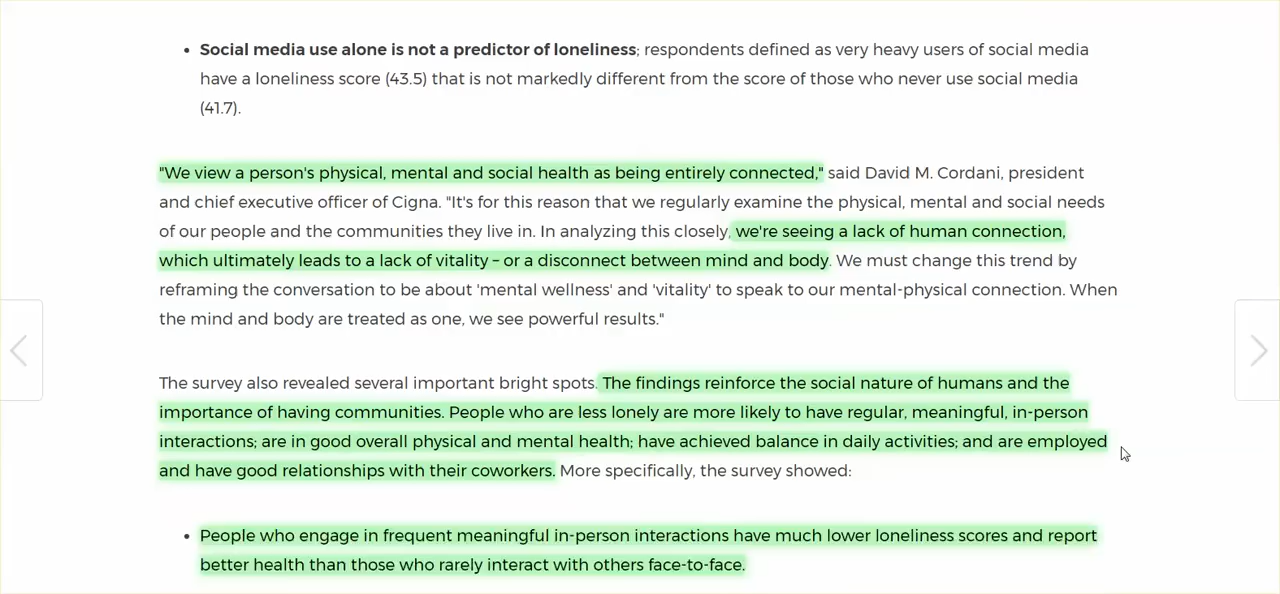 • Social media use alone is not a predictor of loneliness; respondents defined as very heavy users of social media
have a loneliness score (43.5) that is not markedly different from the score of those who never use social media
(41.7).
"We view a person's physical, mental and social health as being entirely connected," said David M. Cordani, president
and chief executive officer of Cigna. "It's for this reason that we regularly examine the physical, mental and social needs
of our people and the communities they live in. In analyzing this closely, we're seeing a lack of human connection,
which ultimately leads to a lack of vitality – or a disconnect between mind and body. We must change this trend by
reframing the conversation to be about 'mental wellness' and 'vitality' to speak to our mental-physical connection. When
the mind and body are treated as one, we see powerful results."
The survey also revealed several important bright spots. The findings reinforce the social nature of humans and the
importance of having communities. People who are less lonely are more likely to have regular, meaningful, in-person
interactions; are in good overall physical and mental health; have achieved balance in daily activities; and are employed
and have good relationships with their coworkers. More specifically, the survey showed:
• People who engage in frequent meaningful in-person interactions have much lower loneliness scores and report
better health than those who rarely interact with others face-to-face.